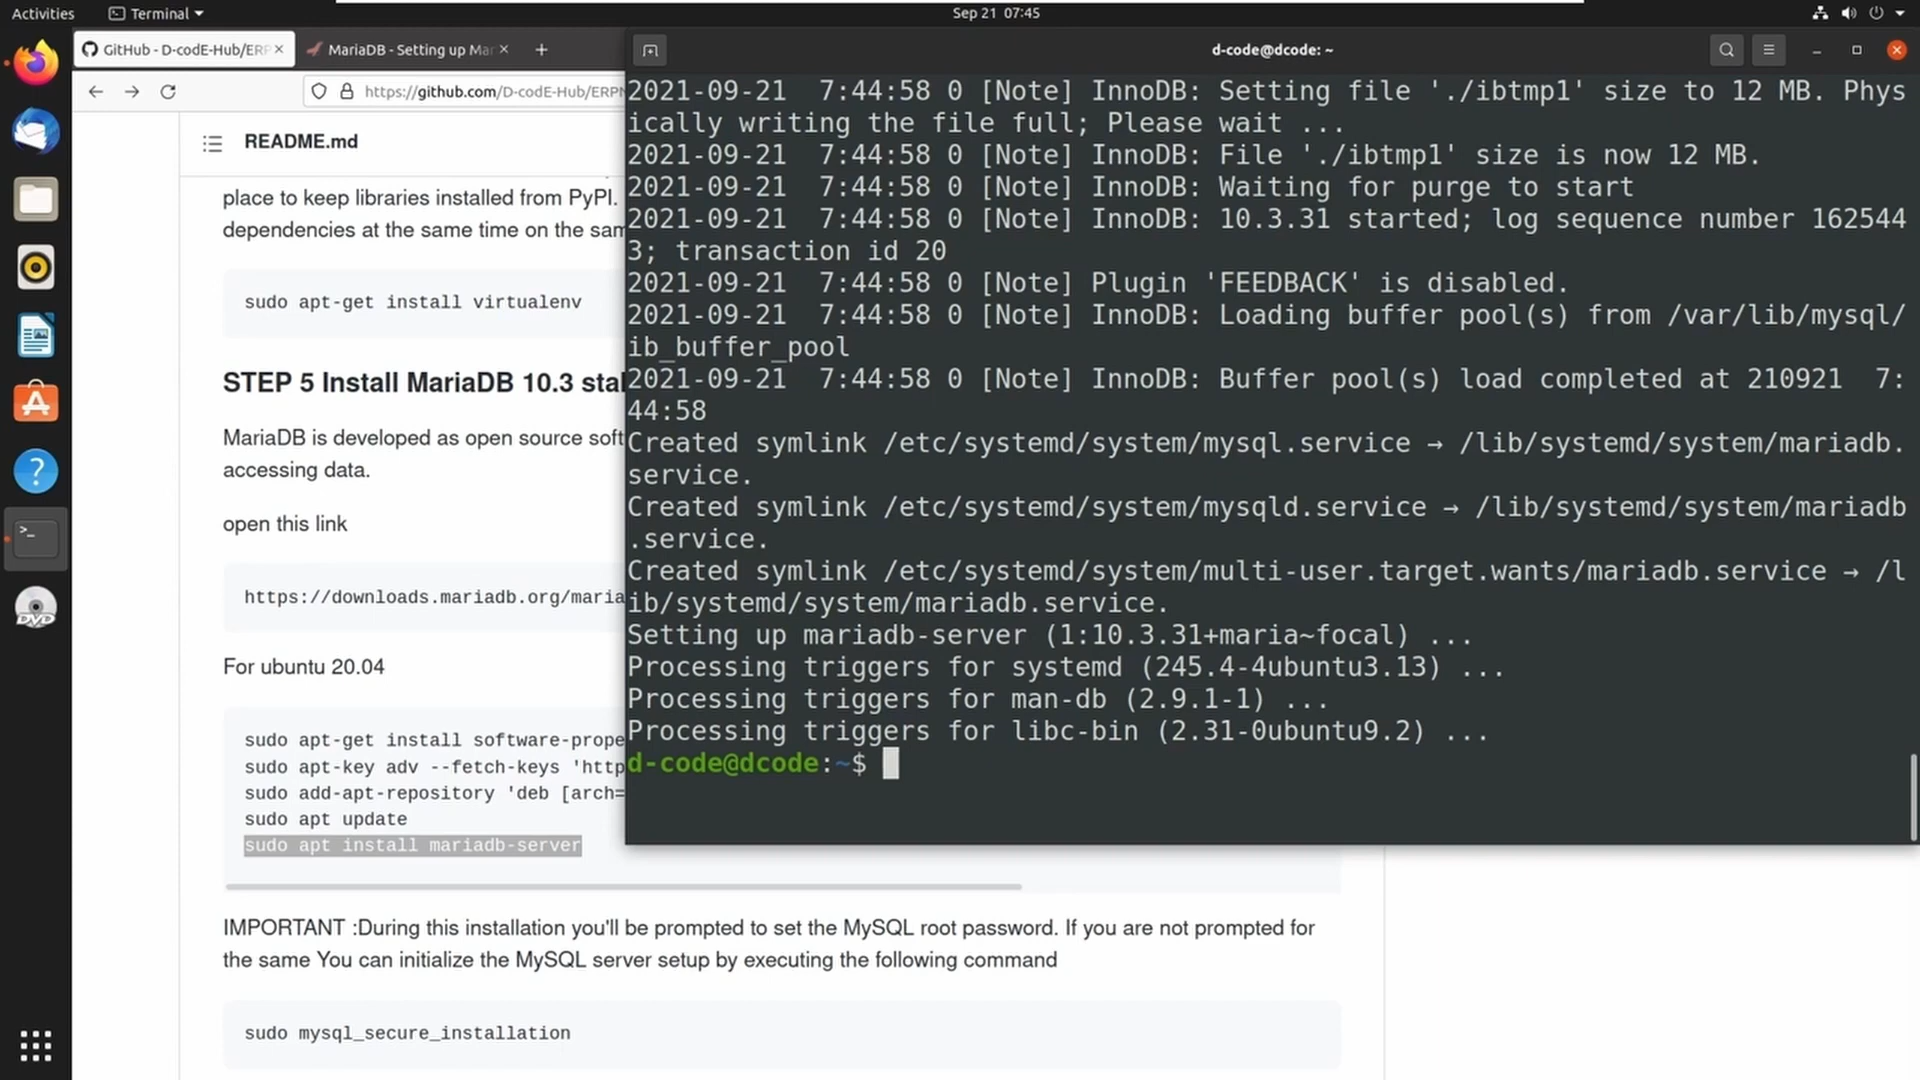 Activities
Terminal
Sep 21 07:45
GitHub - D-codE-Hub/ERP
MariaDB - Setting up Mar
d-code@dcode: ~
https://github.com/D-codE-Hub/ERPN
README.md
place to keep libraries installed from PyPI.
dependencies at the same time on the sam
sudo apt-get install virtualenv
STEP 5 Install MariaDB 10.3 stal
MariaDB is developed as open source soft
accessing data.
open this link
https://downloads.mariadb.org/maria
For ubuntu 20.04
sudo apt-get install software-prope
sudo apt-key adv --fetch-keys 'http
sudo add-apt-repository 'deb [arch=
sudo apt update
sudo apt install mariadb-server
IMPORTANT :During this installation you'll be prompted to set the MySQL root password. If you are not prompted for
the same You can initialize the MySQL server setup by executing the following command
sudo mysql_secure_installation
2021-09-21  7:44:58 0 [Note] InnoDB: Setting file './ibtmp1' size to 12 MB. Phys
ically writing the file full; Please wait ...
2021-09-21  7:44:58 0 [Note] InnoDB: File './ibtmp1' size is now 12 MB.
2021-09-21  7:44:58 0 [Note] InnoDB: Waiting for purge to start
2021-09-21  7:44:58 0 [Note] InnoDB: 10.3.31 started; log sequence number 162544
3; transaction id 20
2021-09-21  7:44:58 0 [Note] Plugin 'FEEDBACK' is disabled.
2021-09-21  7:44:58 0 [Note] InnoDB: Loading buffer pool(s) from /var/lib/mysql/
ib_buffer_pool
2021-09-21  7:44:58 0 [Note] InnoDB: Buffer pool(s) load completed at 210921  7:
44:58
Created symlink /etc/systemd/system/mysql.service → /lib/systemd/system/mariadb.
service.
Created symlink /etc/systemd/system/mysqld.service → /lib/systemd/system/mariadb
.service.
Created symlink /etc/systemd/system/multi-user.target.wants/mariadb.service → /l
ib/systemd/system/mariadb.service.
Setting up mariadb-server (1:10.3.31+maria~focal) ...
Processing triggers for systemd (245.4-4ubuntu3.13) ...
Processing triggers for man-db (2.9.1-1) ...
Processing triggers for libc-bin (2.31-0ubuntu9.2) ...
d-code@dcode:~$
DVD